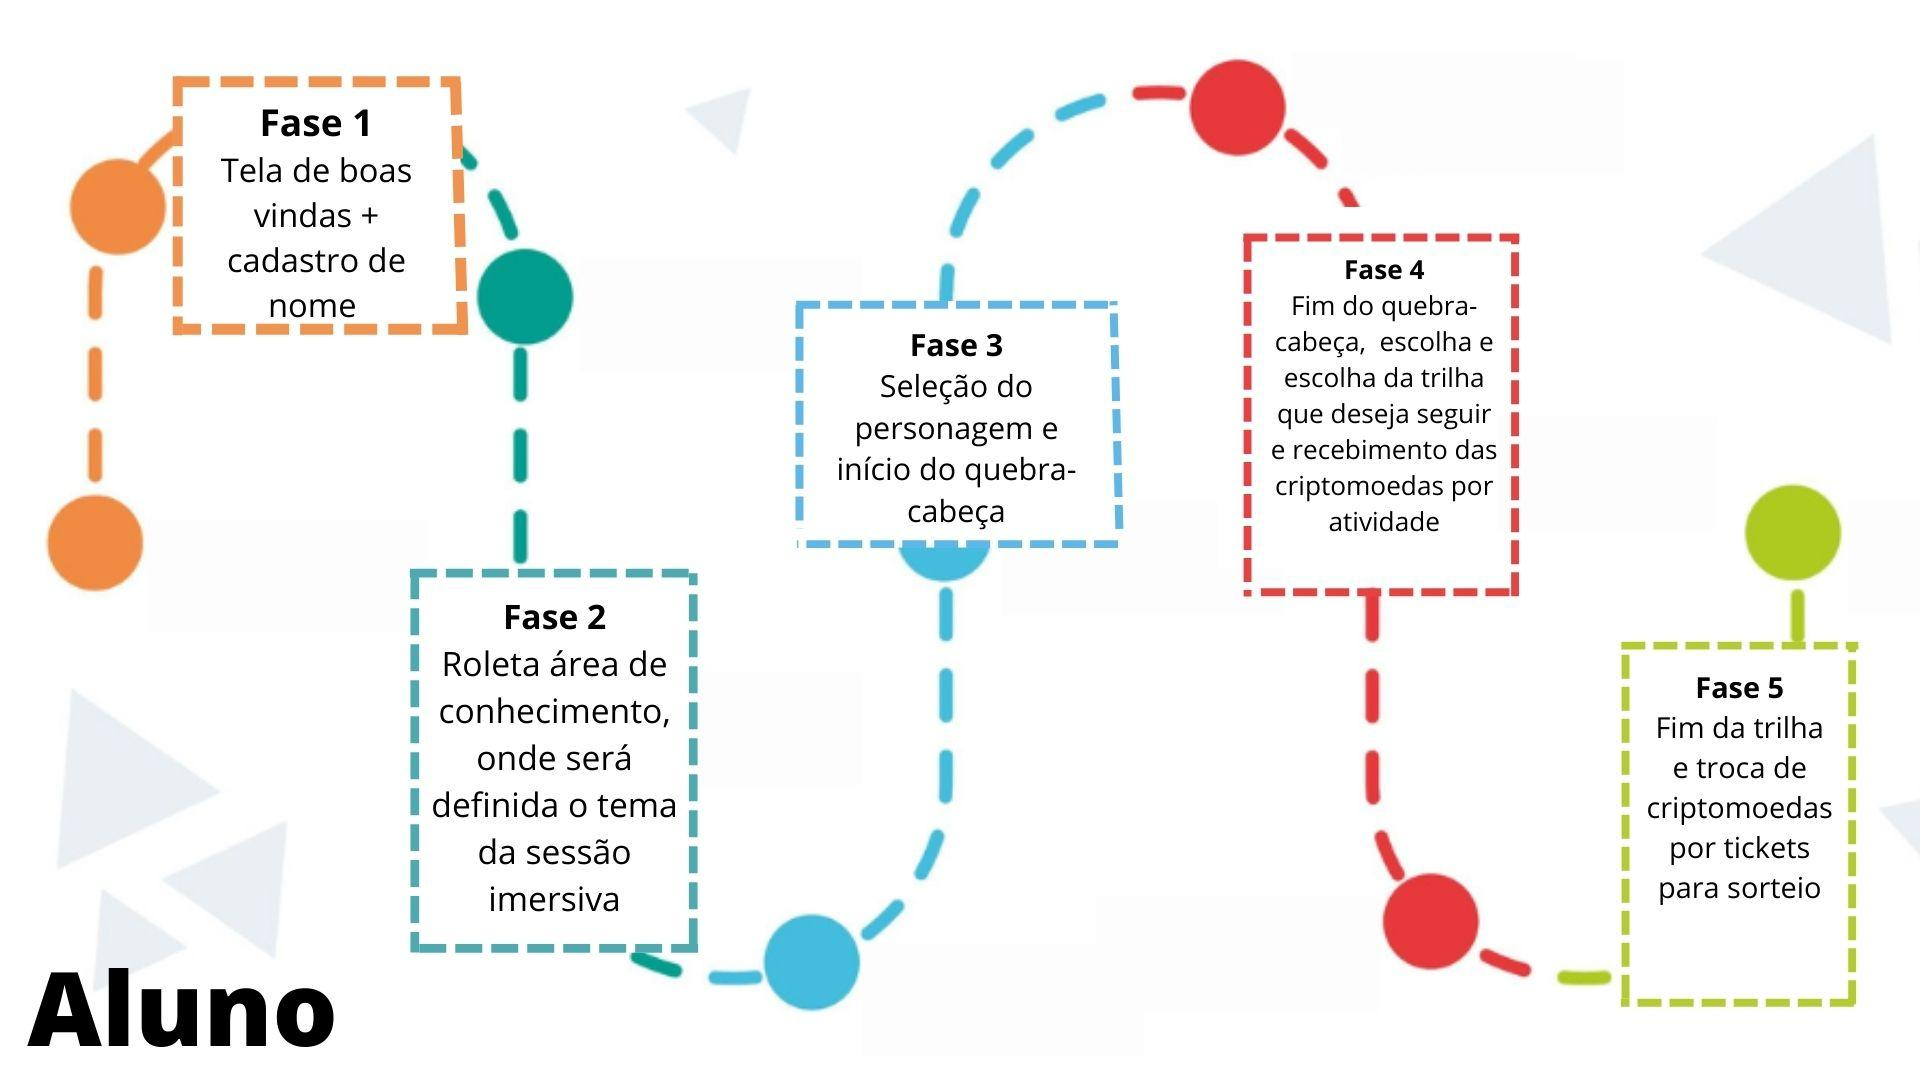 Fase 1
Tela de boas
vindas +
cadastro de
nome
Fase 2
Roleta área de
conhecimento,
onde será
definida o tema
da sessão
imersiva
Fase 3
Seleção do
personagem e
início do quebra-
cabeça
Fase 4
Fim do quebra-
cabeça,  escolha e
escolha da trilha
que deseja seguir
e recebimento das
criptomoedas por
atividade
Fase 5
Fim da trilha
e troca de
criptomoedas
por tickets
para sorteio
Aluno